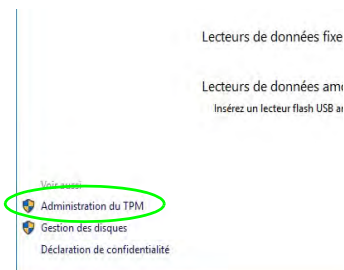 Lecteurs de données fixe
Lecteurs de données amo
Insérez un lecteur flash USB
Voir aussi
Administration du TPM
Gestion des disques
Déclaration de confidentialité